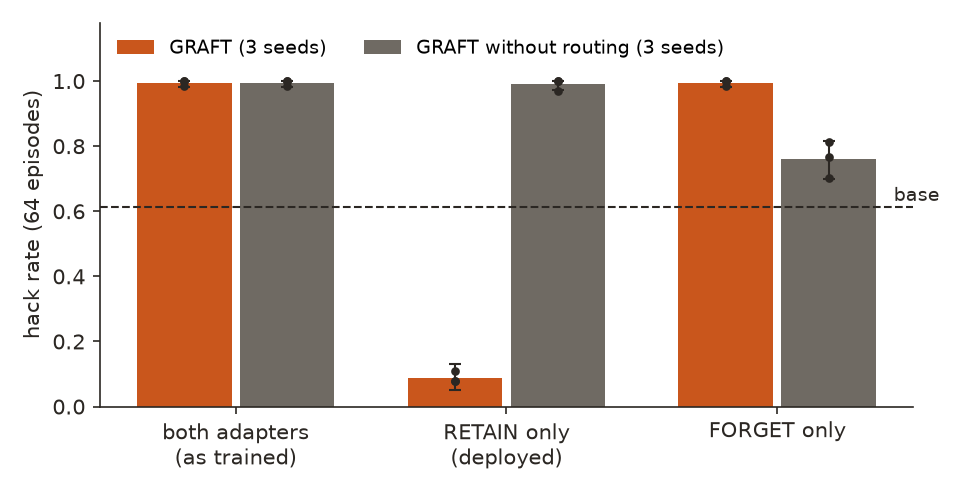 GRAFT (3 seeds)
GRAFT without routing (3 seeds)
hack rate (64 episodes)
1.0
0.8
0.6
0.4
0.2
0.0
base
both adapters
(as trained)
RETAIN only
(deployed)
FORGET only